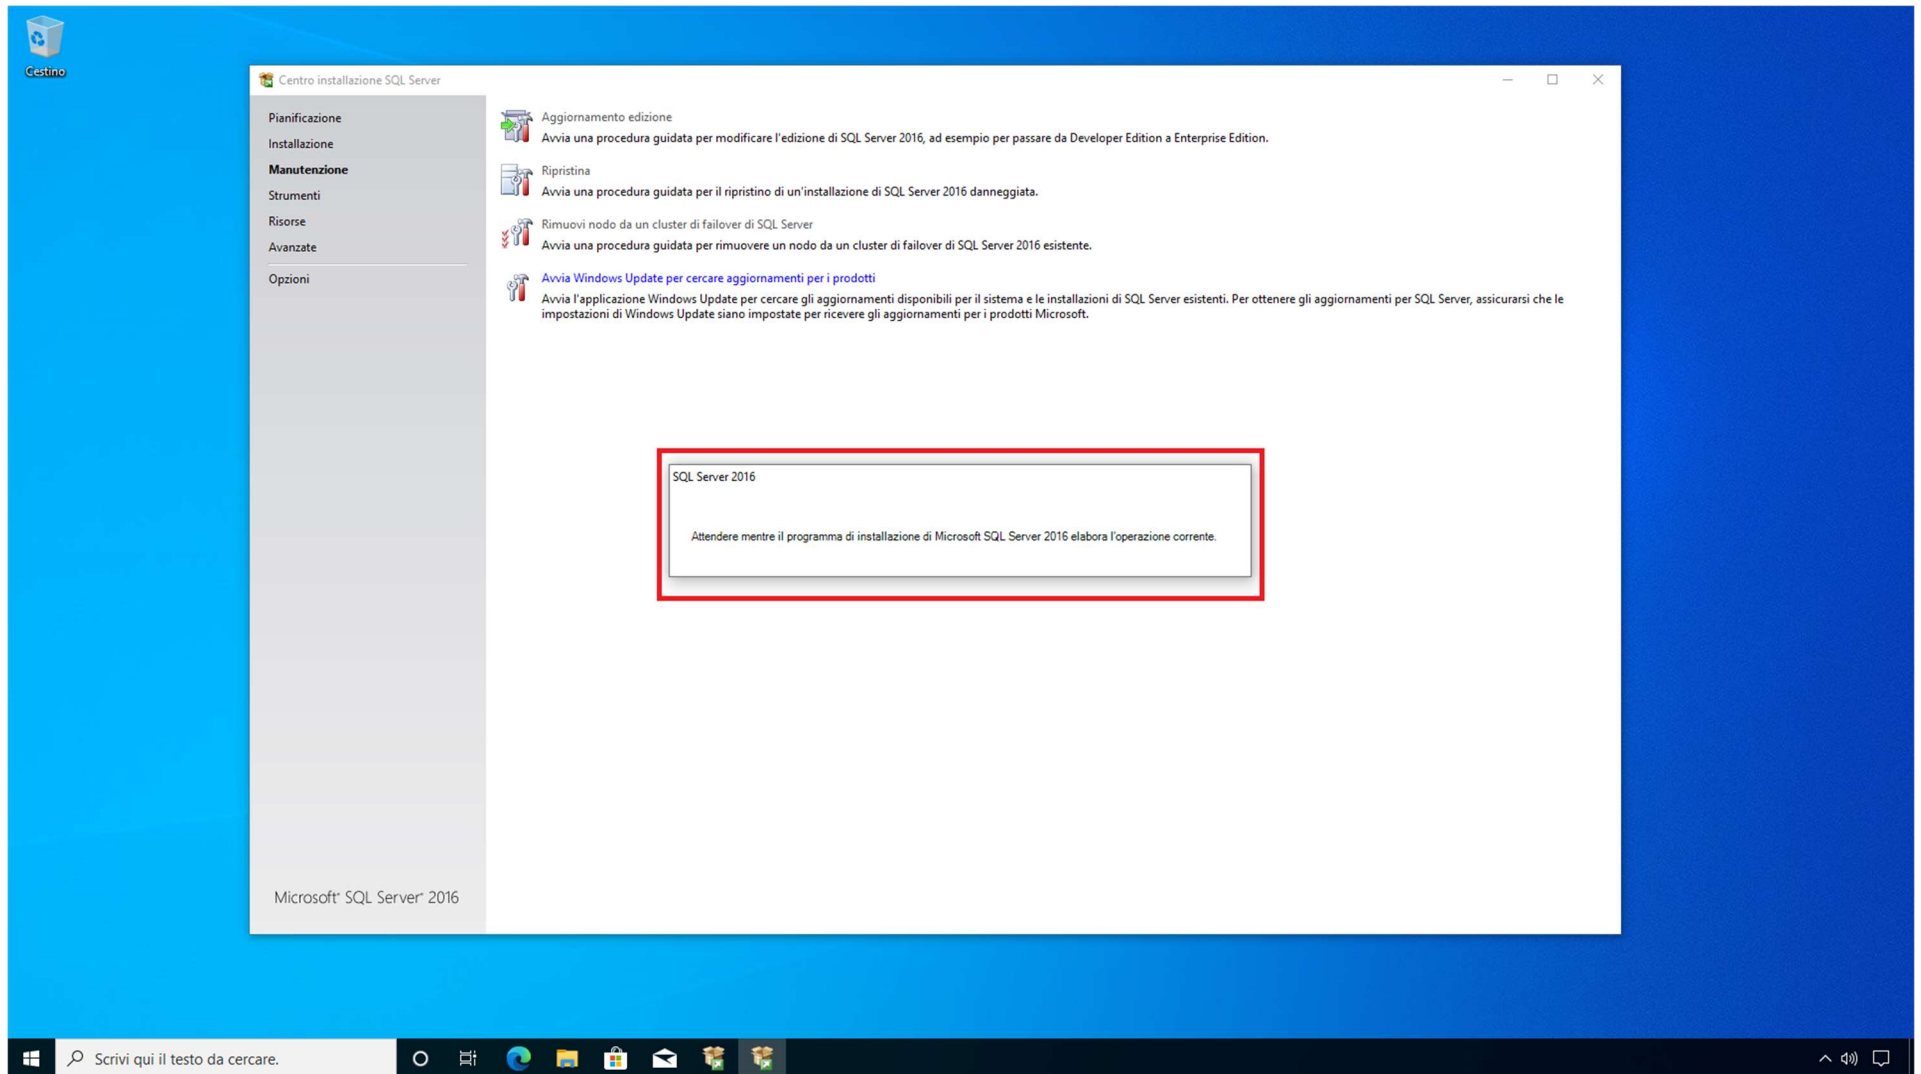 Cestino
Centro installazione SQL Server
Pianificazione
Installazione
Manutenzione
Strumenti
Risorse
Avanzate
Opzioni
Aggiornamento edizione
Avvia una procedura guidata per modificare l'edizione di SQL Server 2016, ad esempio per passare da Developer Edition a Enterprise Edition.
Ripristina
Avvia una procedura guidata per il ripristino di un'installazione di SQL Server 2016 danneggiata.
Rimuovi nodo da un cluster di failover di SQL Server
Avvia una procedura guidata per rimuovere un nodo da un cluster di failover di SQL Server 2016 esistente.
Avvia Windows Update per cercare aggiornamenti per i prodotti
Avvia l'applicazione Windows Update per cercare gli aggiornamenti disponibili per il sistema e le installazioni di SQL Server esistenti. Per ottenere gli aggiornamenti per SQL Server, assicurarsi che le
impostazioni di Windows Update siano impostate per ricevere gli aggiornamenti per i prodotti Microsoft.
SQL Server 2016
Attendere mentre il programma di installazione di Microsoft SQL Server 2016 elabora l'operazione corrente.
Microsoft® SQL Server® 2016
Scrivi qui il testo da cercare.